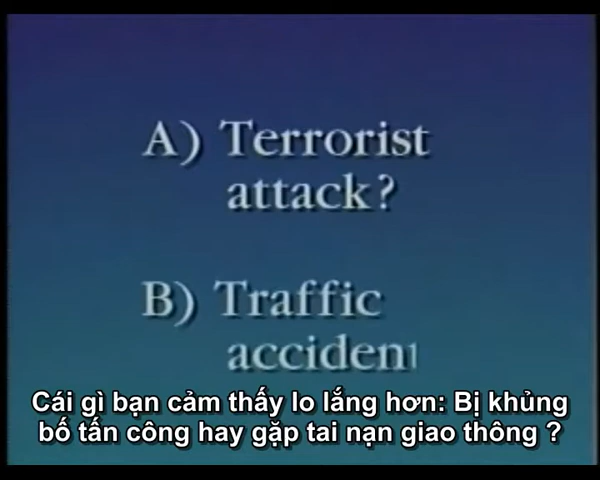 A) Terrorist
attack?
B) Traffic
acciden
Cái gì bạn cảm thấy lo lắng hơn: Bị khủng
bố tấn công hay gặp tai nạn giao thông ?